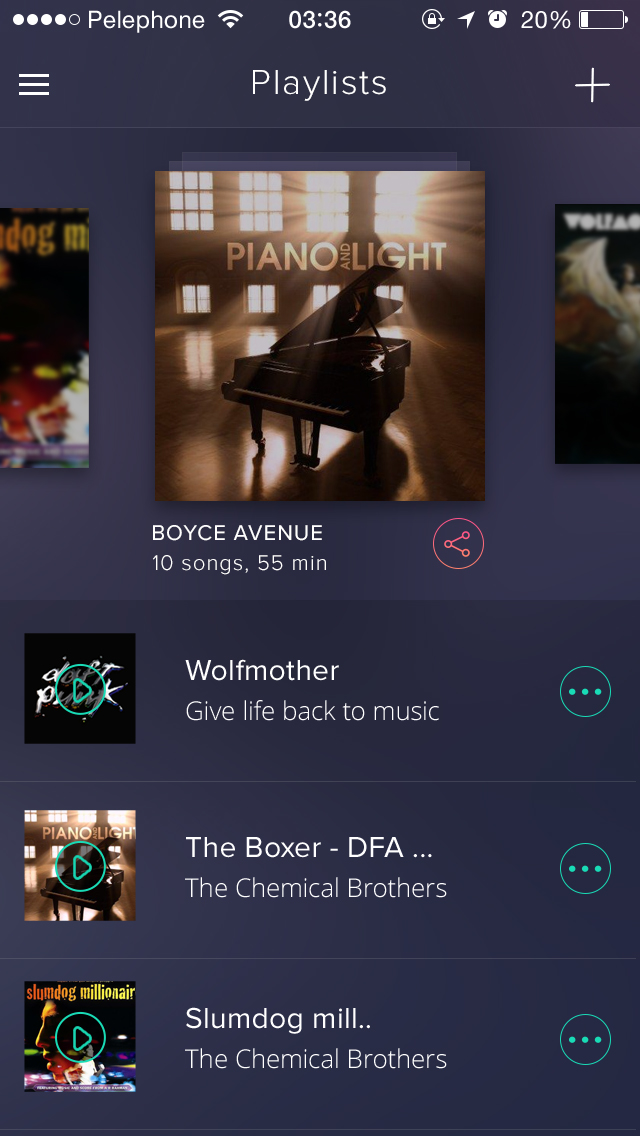 Pelephone 03:36 20%
Playlists
dog mi
WOLFMO
PIANO AND LIGHT
BOYCE AVENUE
10 songs, 55 min
daft punk
Wolfmother
Give life back to music
PIANO AND LIGHT
The Boxer - DFA ...
The Chemical Brothers
slumdog millionair
Slumdog mill..
The Chemical Brothers